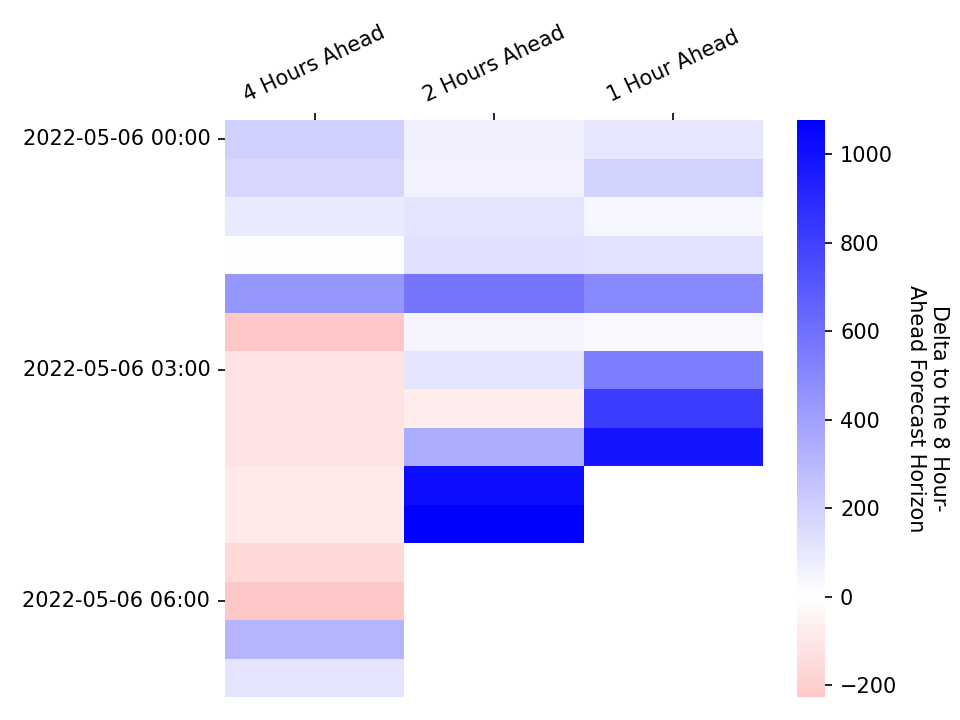 4 Hours Ahead
2 Hours Ahead
1 Hour Ahead
2022-05-06 00:00
2022-05-06 03:00
2022-05-06 06:00
1000
800
600
400
200
0
−200
Delta to the 8 Hour-
Ahead Forecast Horizon